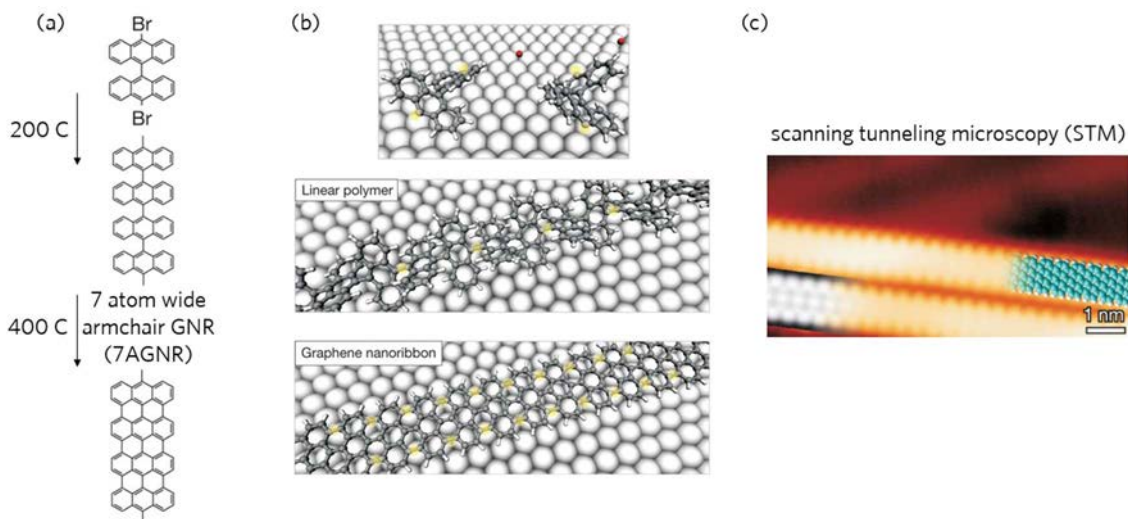 (a)
Br
Br
200 C
400 C
7 atom wide
armchair GNR
(7AGNR)
(b)
Linear polymer
Graphene nanoribbon
(c)
scanning tunneling microscopy (STM)
1 nm